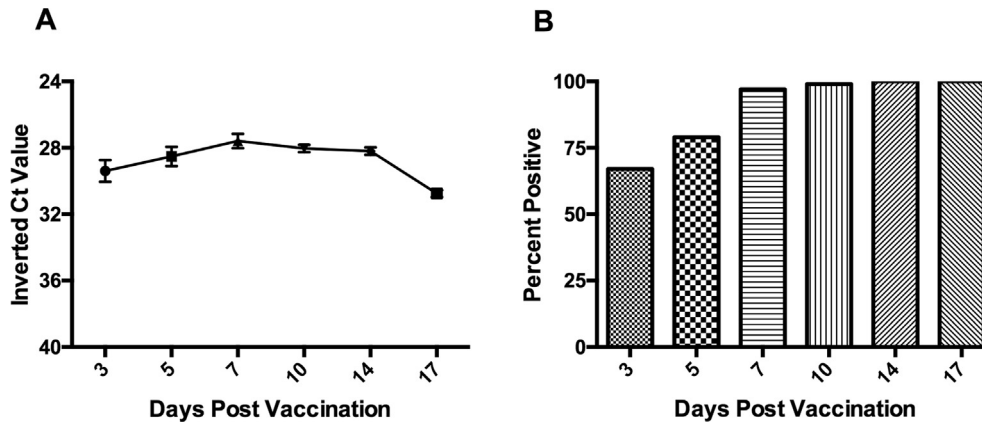 A
Inverted Ct Value
24
28
32
36
40
3 5 7 10 14 17
Days Post Vaccination
B
Percent Positive
100
75
50
25
0
3 5 7 10 14 17
Days Post Vaccination